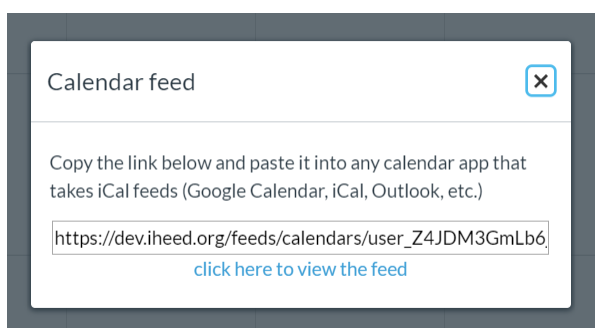 Calendar feed
Copy the link below and paste it into any calendar app that
takes iCal feeds (Google Calendar, iCal, Outlook, etc.)
https://dev.iheed.org/feeds/calendars/user_Z4JDM3GmLb6
click here to view the feed